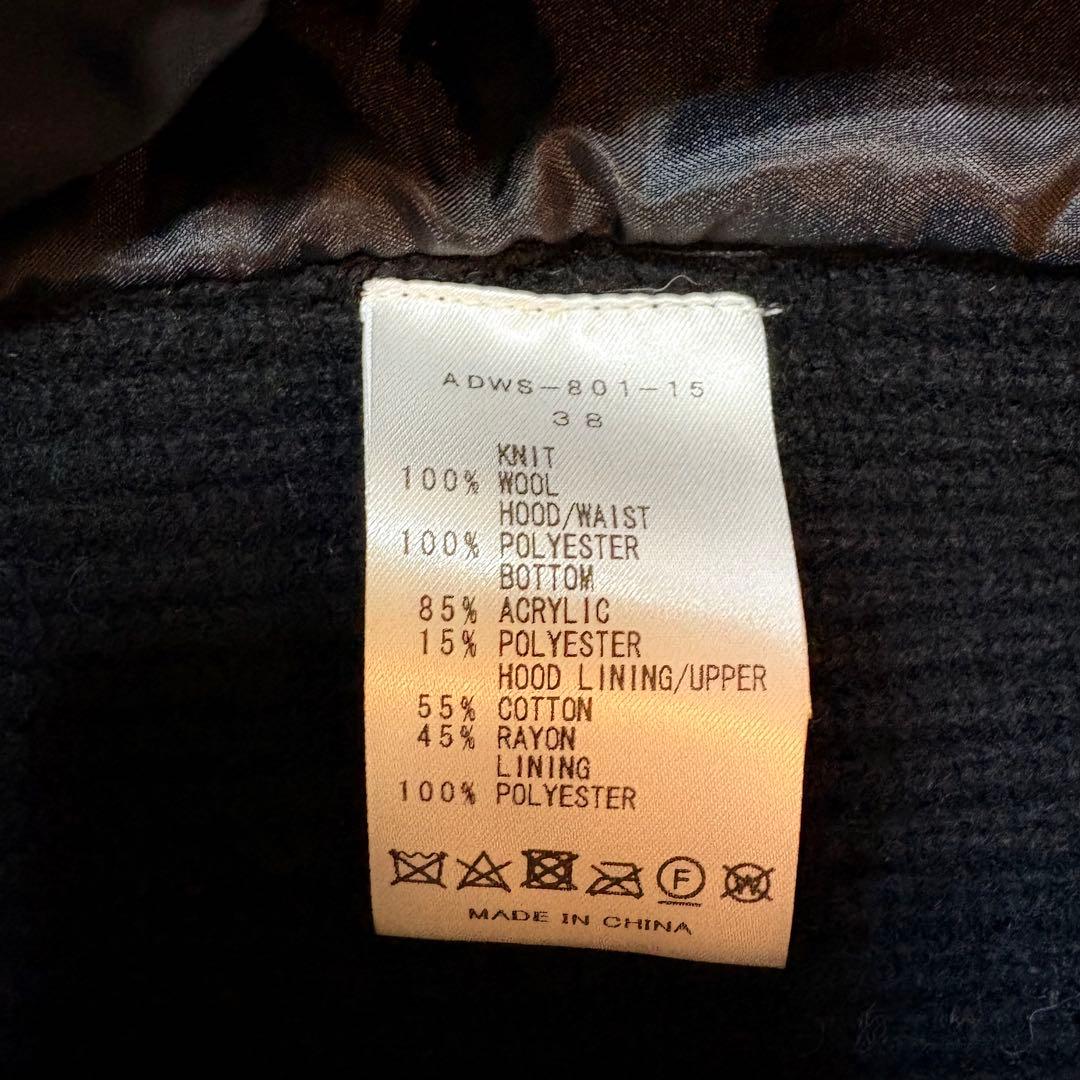 ADWS-801-15
38
KNIT
100% WOOL
HOOD/WAIST
100% POLYESTER
BOTTOM
85% ACRYLIC
15% POLYESTER
HOOD LINING/UPPER
55% COTTON
45% RAYON
LINING
100% POLYESTER
F W
MADE IN CHINA